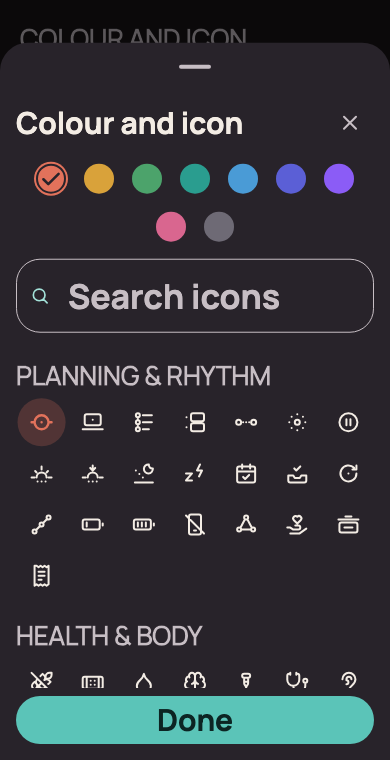 COLOUR AND ICON
Colour and icon
Search icons
PLANNING & RHYTHM
HEALTH & BODY
Done